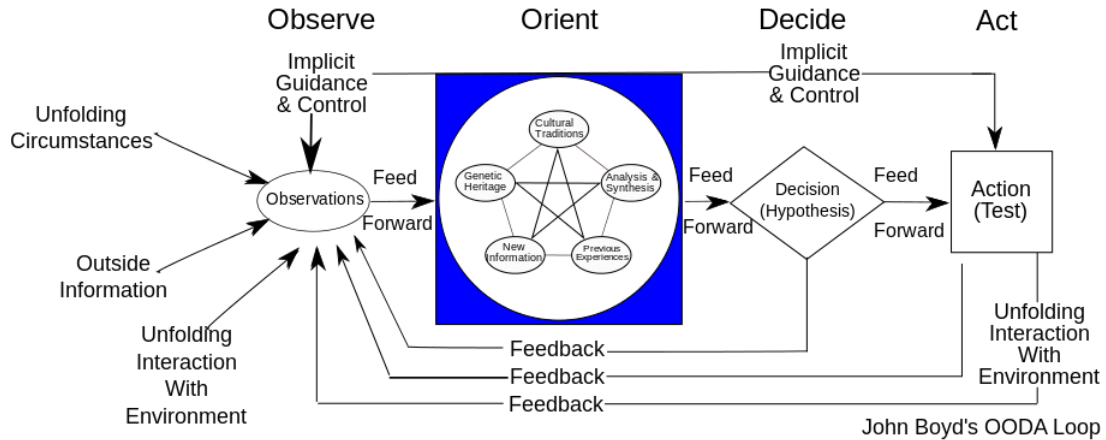 Observe
Orient
Decide
Act
Implicit
Guidance
& Control
Implicit
Guidance
& Control
Unfolding
Circumstances
Observations
Outside
Information
Unfolding
Interaction
With
Environment
Feed
Forward
Cultural
Traditions
Genetic
Heritage
Analysis &
Synthesis
New
Information
Previous
Experiences
Feed
Forward
Decision
(Hypothesis)
Feed
Forward
Action
(Test)
Unfolding
Interaction
With
Environment
Feedback
Feedback
Feedback
John Boyd's OODA Loop